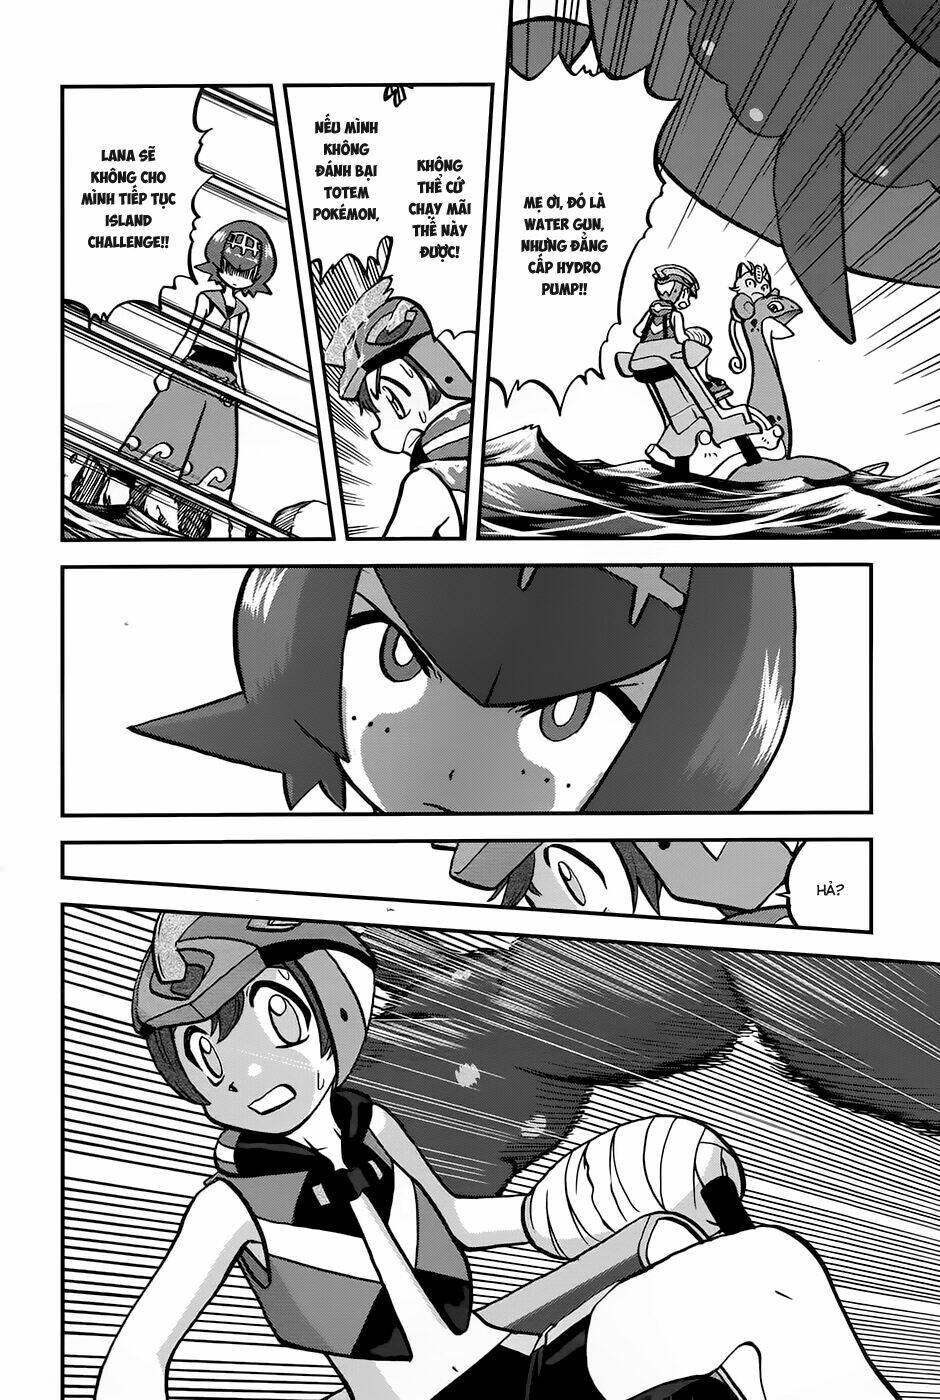 MẸ ƠI, ĐÓ LÀ
WATER GUN,
NHƯNG ĐẲNG
CẤP HYDRO
PUMP!!
KHÔNG
THỂ CỨ
CHẠY MÃI
THẾ NÀY
ĐƯỢC!
NẾU MÌNH
KHÔNG
ĐÁNH BẠI
TOTEM
POKÉMON,
LANA SẼ
KHÔNG CHO
MÌNH TIẾP TỤC
ISLAND
CHALLENGE!!
HẢ?